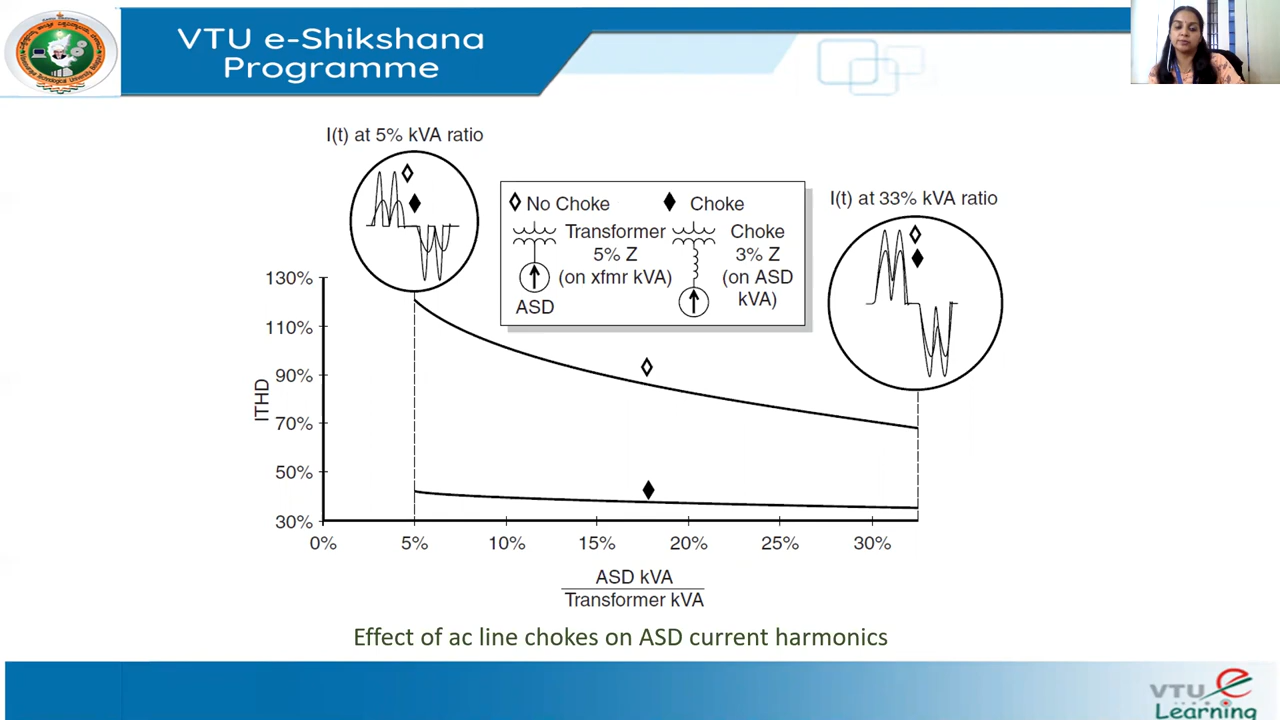 VTU e-Shikshana
Programme
I(t) at 5% kVA ratio
No Choke
Choke
Transformer
5% Z
(on xfmr kVA)
ASD
Choke
3% Z
(on ASD
kVA)
I(t) at 33% kVA ratio
130%
110%
90%
70%
50%
30%
ITHD
0%
5%
10%
15%
20%
25%
30%
ASD kVA
Transformer kVA
Effect of ac line chokes on ASD current harmonics
VTU
Learning